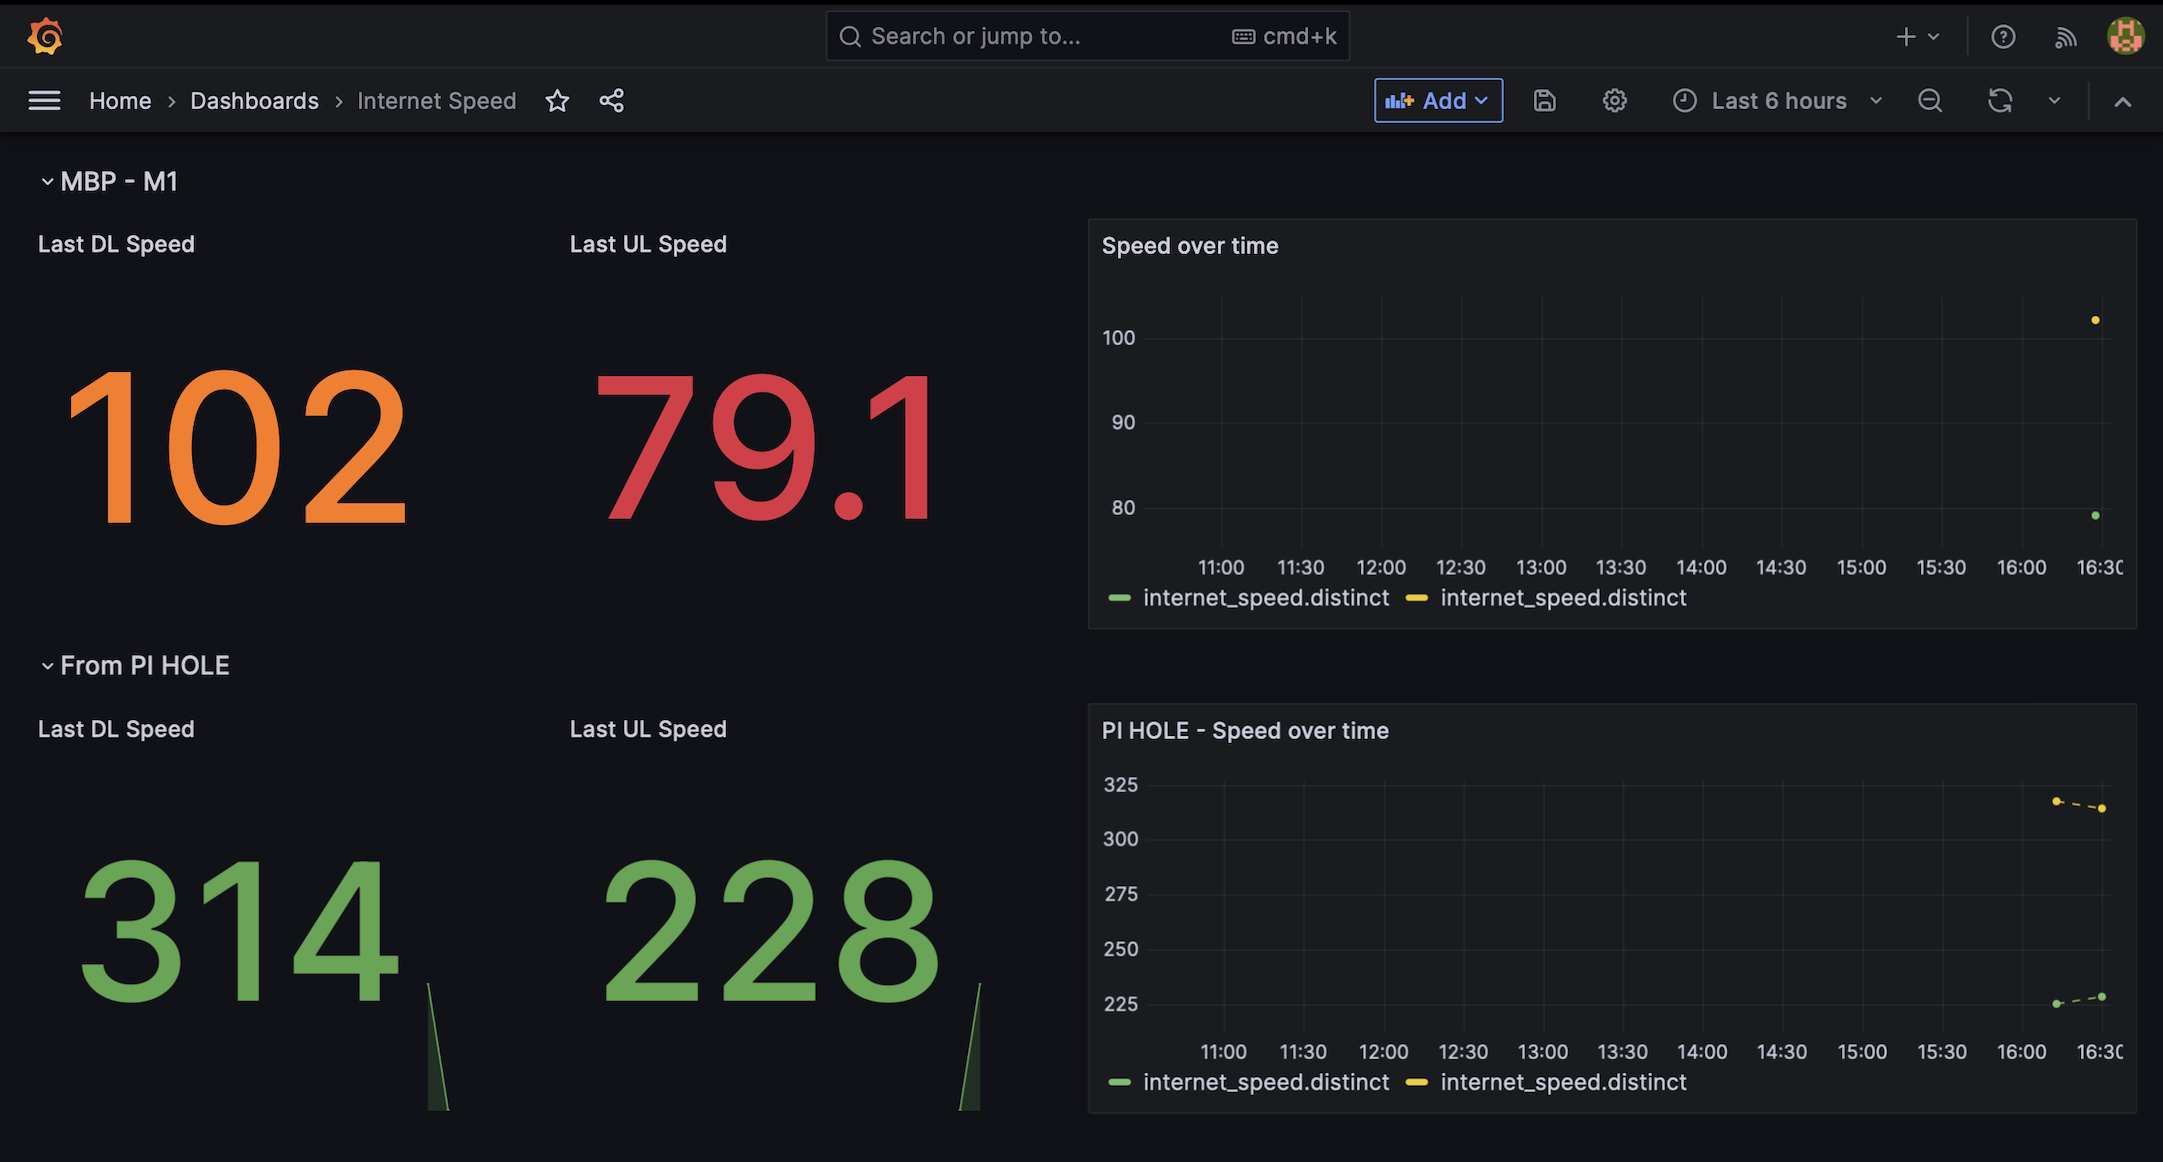 Search or jump to... cmd+k
Home › Dashboards › Internet Speed Add Last 6 hours
MBP - M1
Last DL Speed
102
Last UL Speed
79.1
Speed over time
100
90
80
11:00 11:30 12:00 12:30 13:00 13:30 14:00 14:30 15:00 15:30 16:00 16:30
internet_speed.distinct internet_speed.distinct
From PI HOLE
Last DL Speed
314
Last UL Speed
228
PI HOLE - Speed over time
325
300
275
250
225
11:00 11:30 12:00 12:30 13:00 13:30 14:00 14:30 15:00 15:30 16:00 16:30
internet_speed.distinct internet_speed.distinct